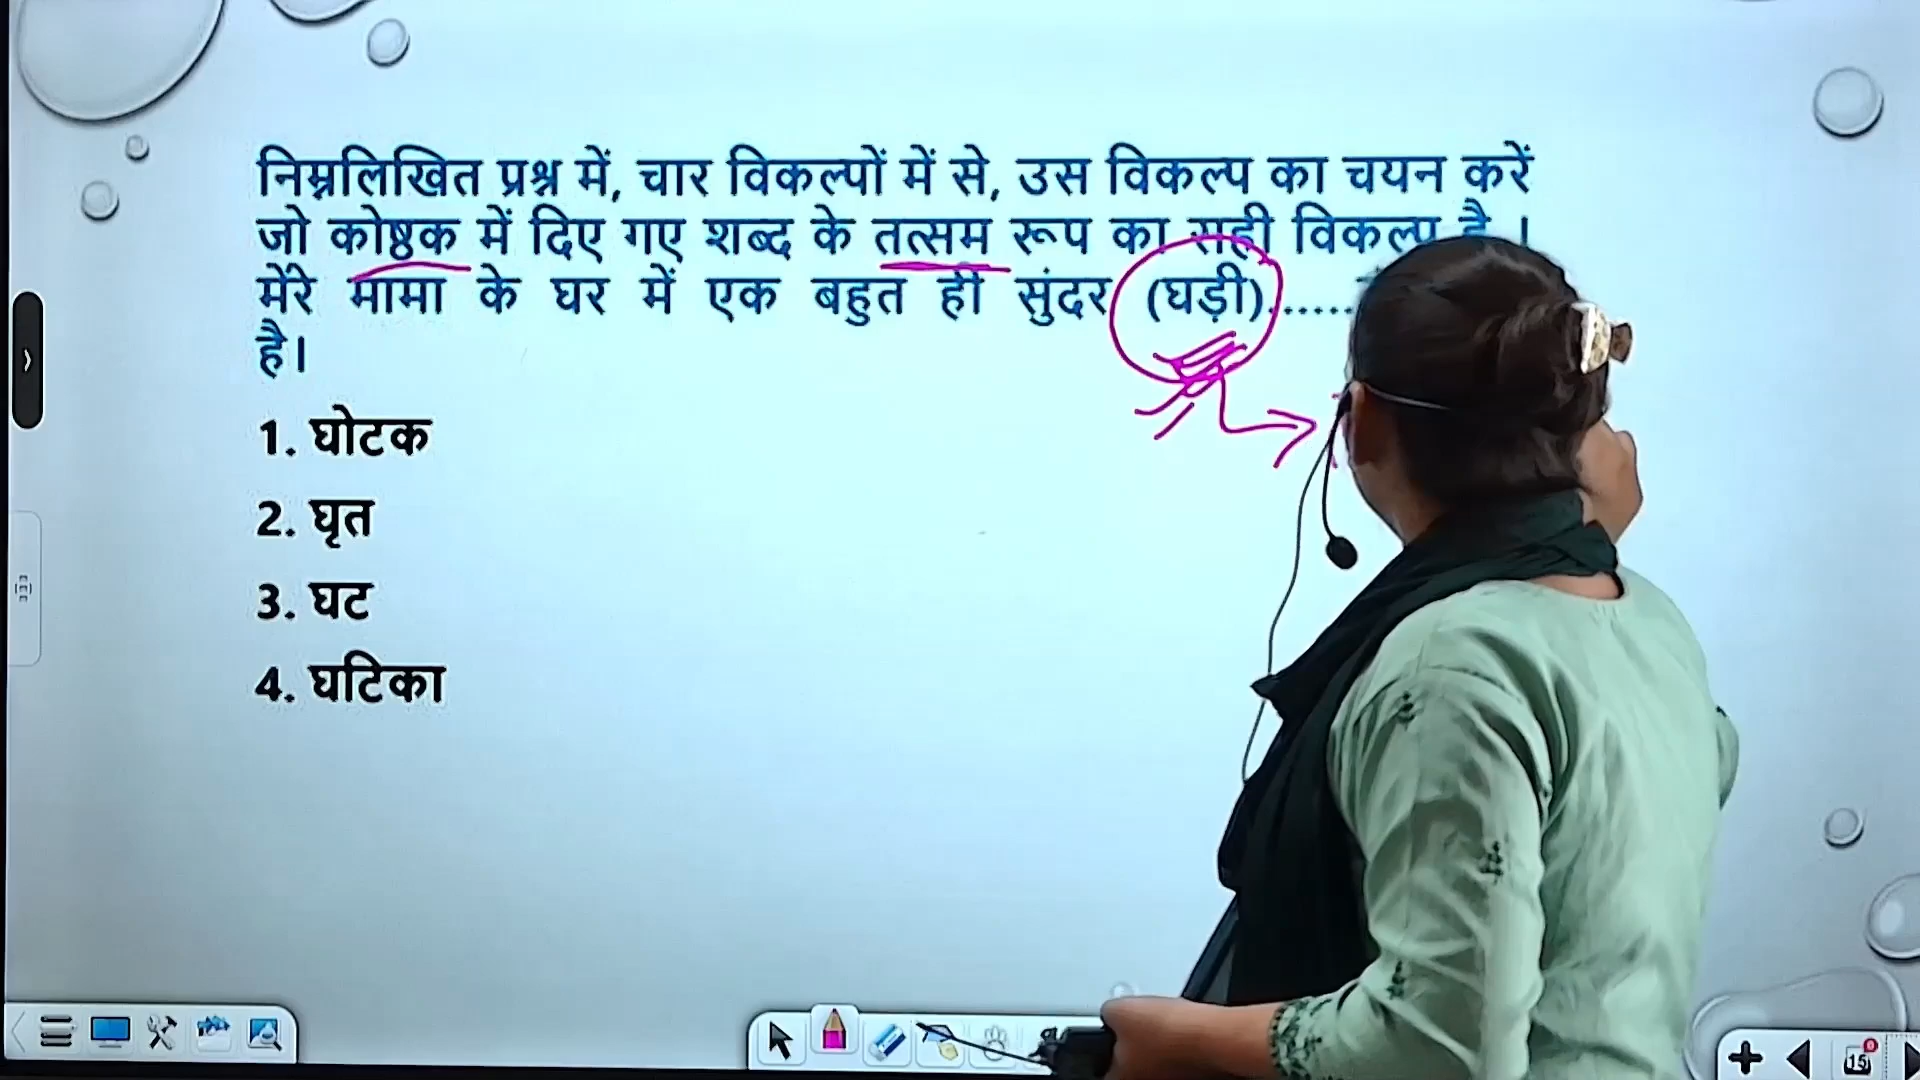 निम्नलिखित प्रश्न में, चार विकल्पों में से, उस विकल्प का चयन करें
जो कोष्ठक में दिए गए शब्द के तत्सम रूप का सही विकल्प है ।
मेंरे मामा के घर में एक बहुत ही सुंदर (घड़ी)......
है।
1. घोटक
2. घृत
3. घट
4. घटिका
15